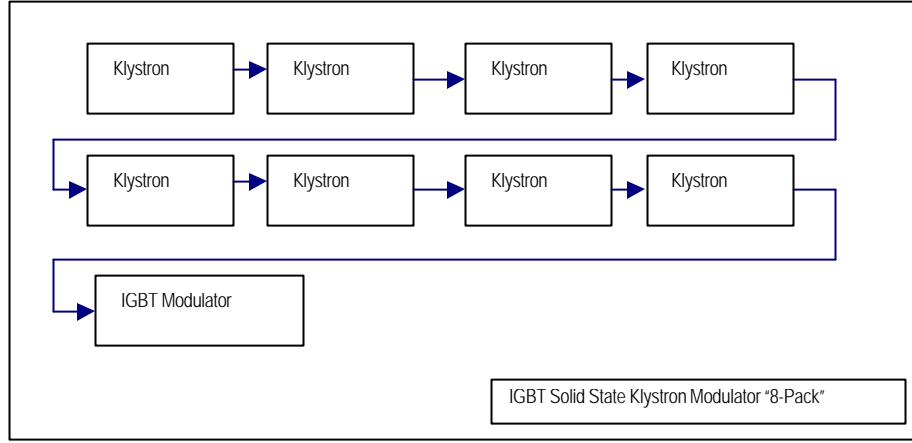 Klystron
Klystron
Klystron
Klystron
Klystron
Klystron
Klystron
Klystron
IGBT Modulator
IGBT Solid State Klystron Modulator “8-Pack”